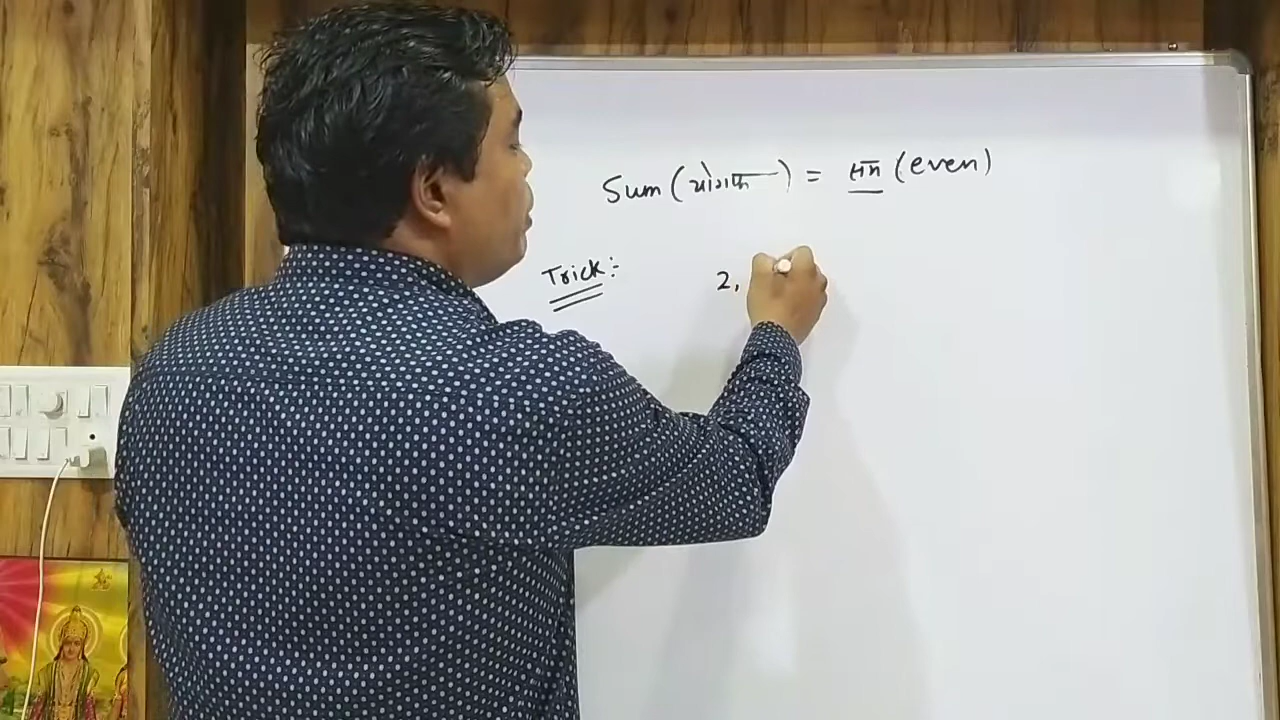 Sum (योगफल) = सम (even)
Trick:- 2,